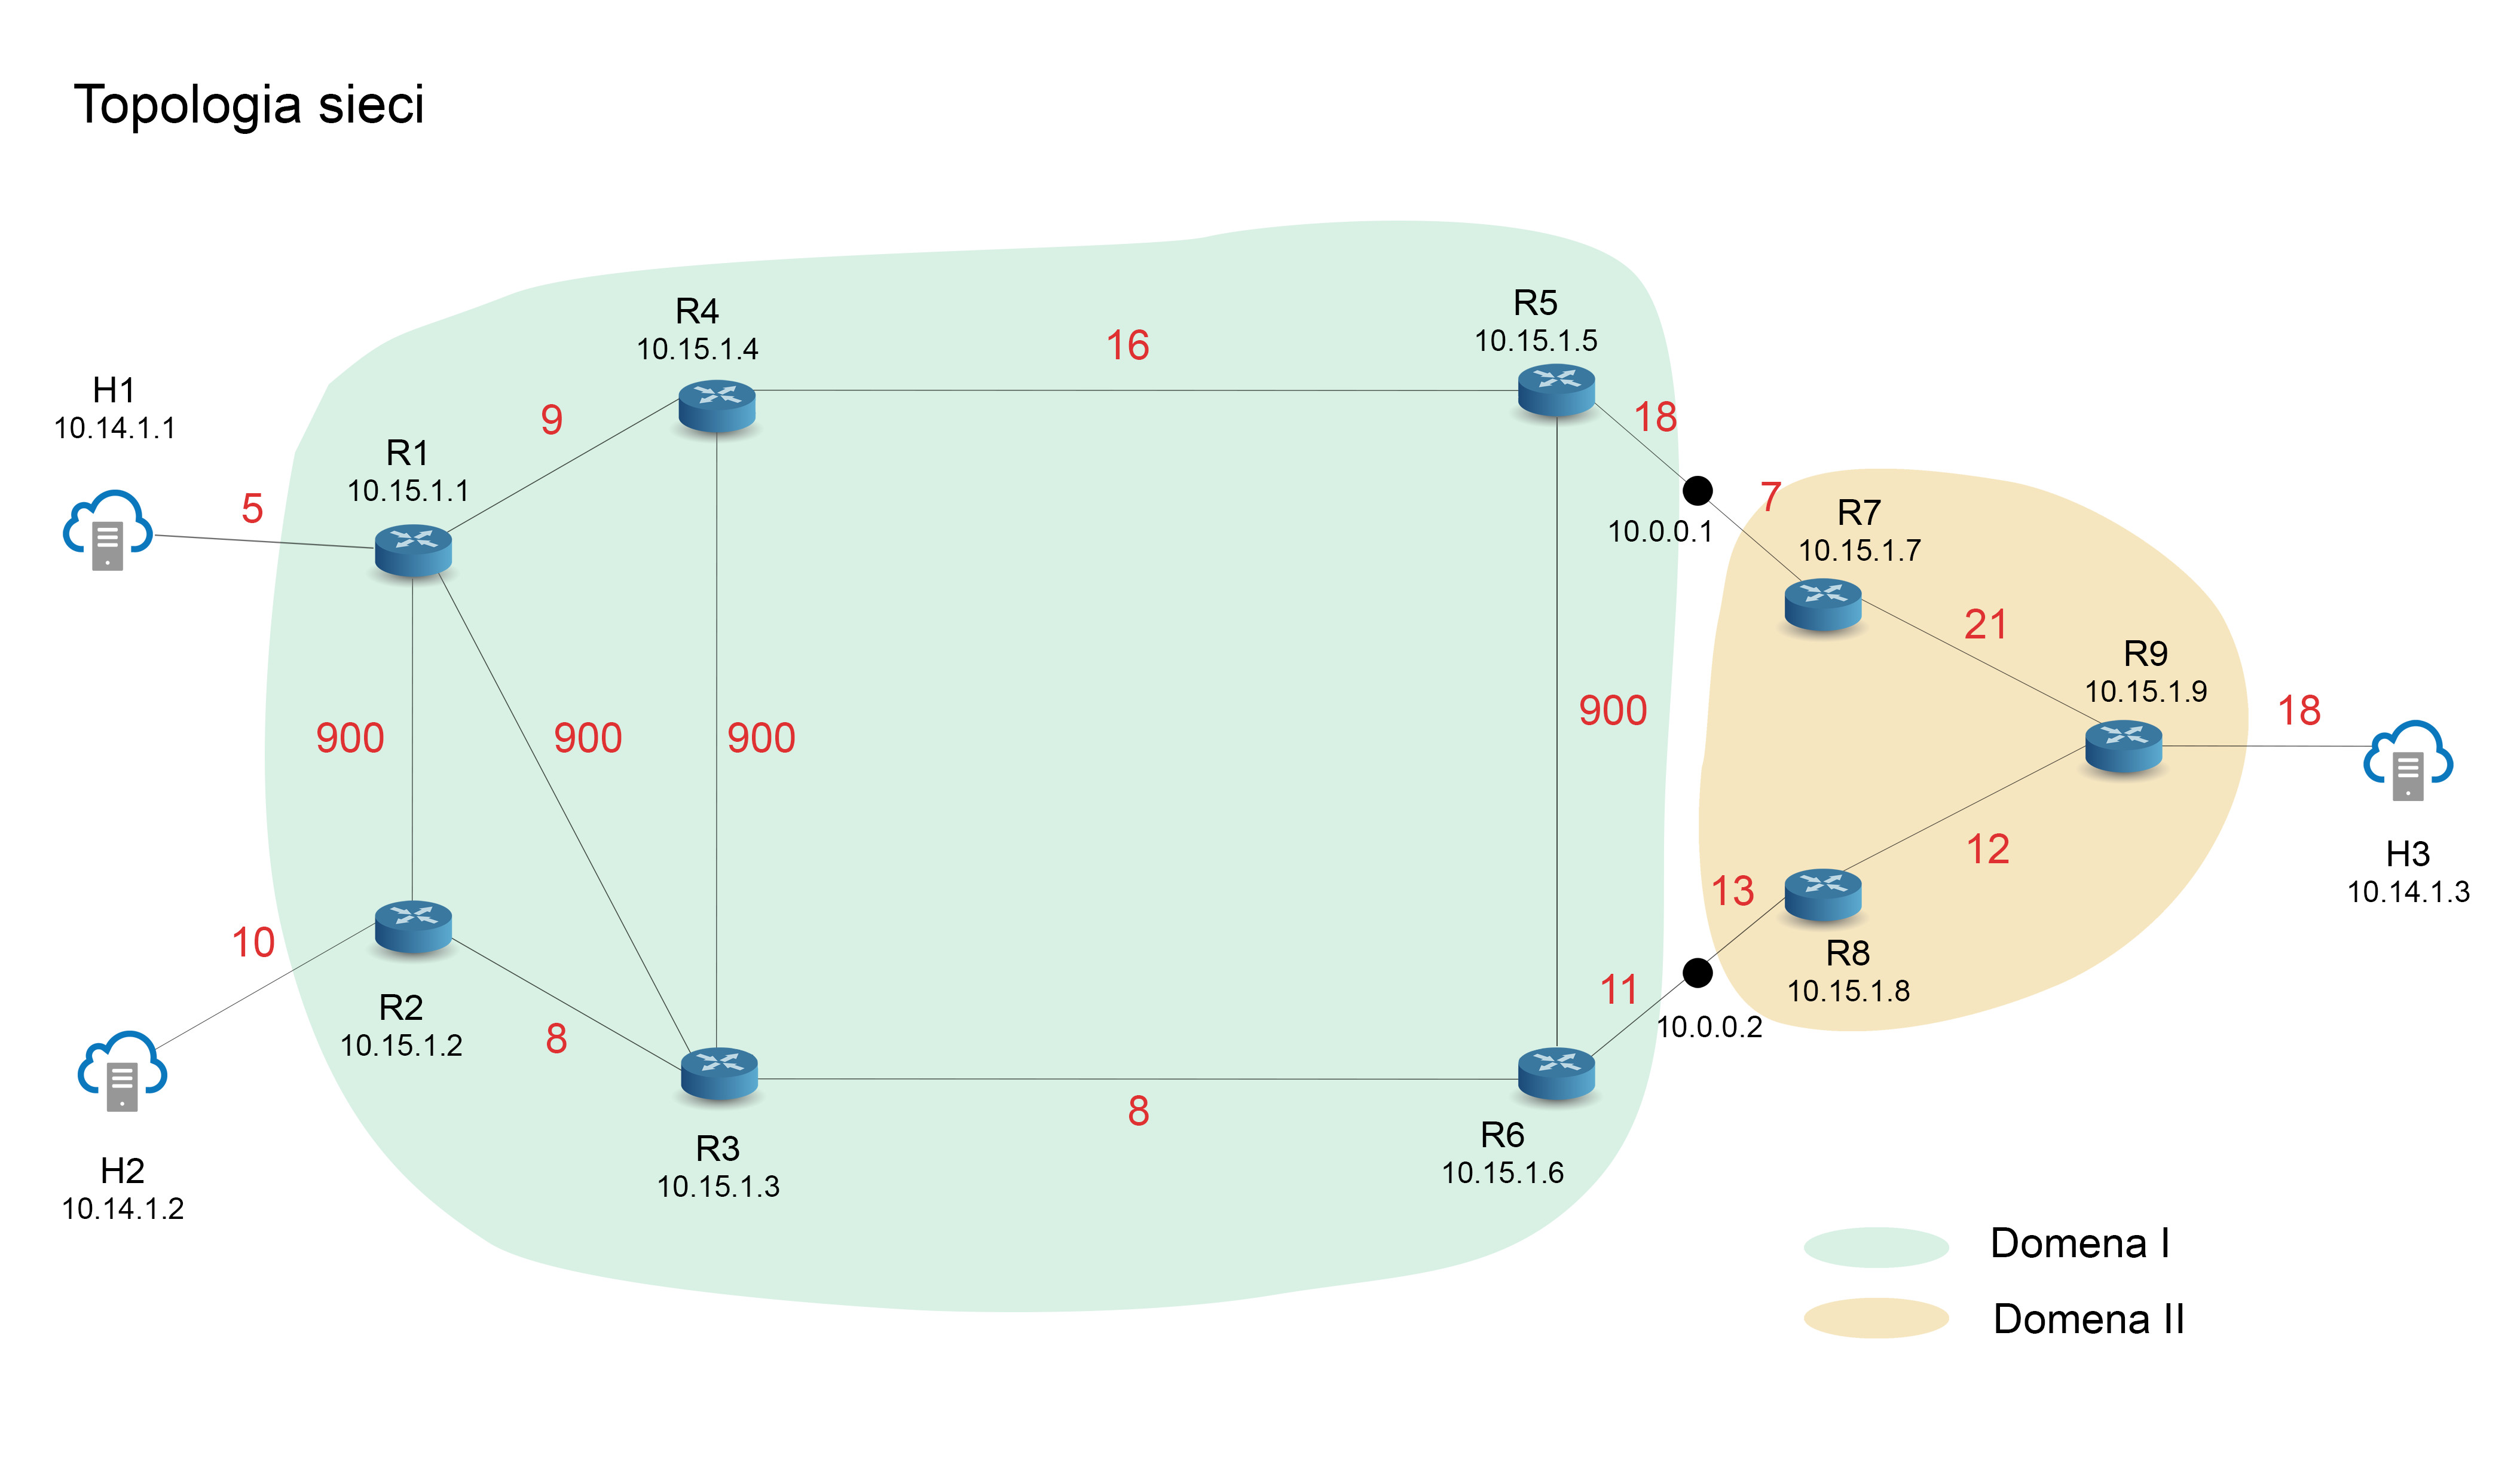 Topologia sieci
R5
10.15.1.5
R4
10.15.1.4
16
H1
10.14.1.1
9
18
R1
10.15.1.1
5
7
10.0.0.1
R7
10.15.1.7
21
R9
10.15.1.9
18
900
900
900
900
12
H3
10.14.1.3
13
10
R8
10.15.1.8
11
R2
10.15.1.2
8
10.0.0.2
8
R3
10.15.1.3
R6
10.15.1.6
H2
10.14.1.2
Domena I
Domena II